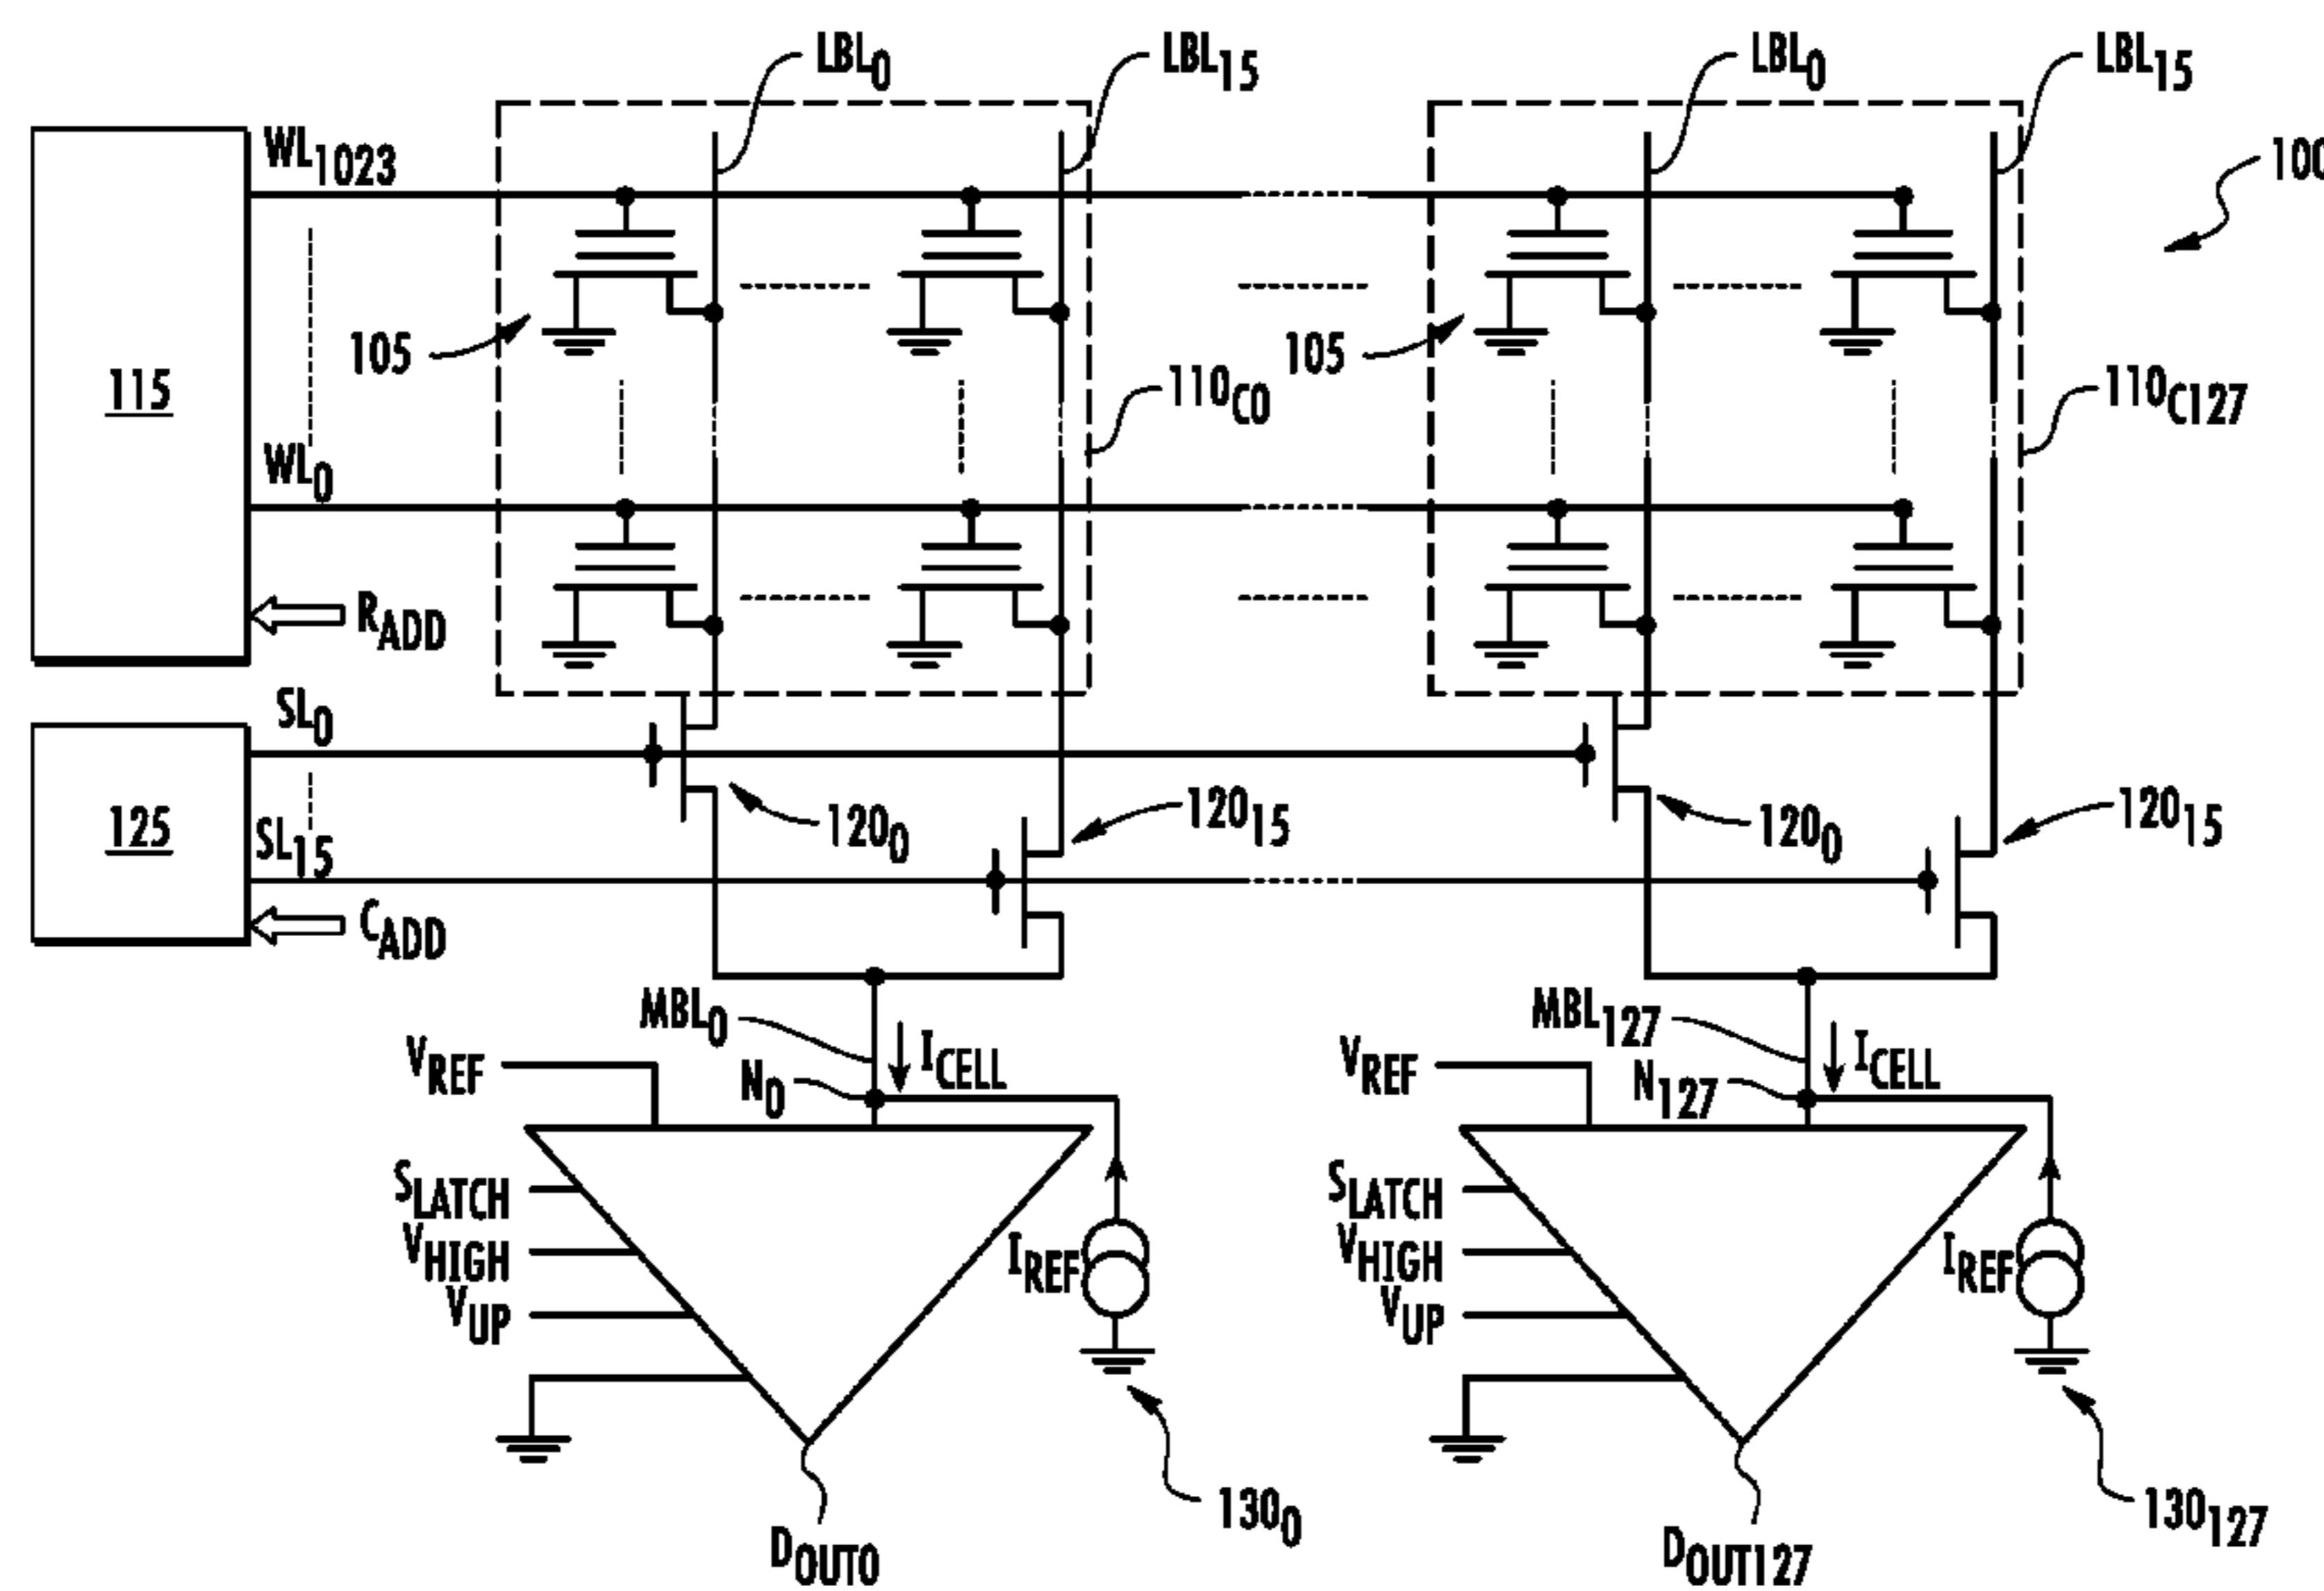 LBL0 LBL15 LBL0 LBL15
WL1023 100
105 105
115 110C0 110C127
WL0
RADD
SL0
125 1200 12015 1200 12015
SL15
CADD
MBL0 MBL127
VREF N0 ICELL VREF N127 ICELL
SLATCH SLATCH
VHIGH IREF VHIGH IREF
VUP VUP
1300 130127
DOUT0 DOUT127